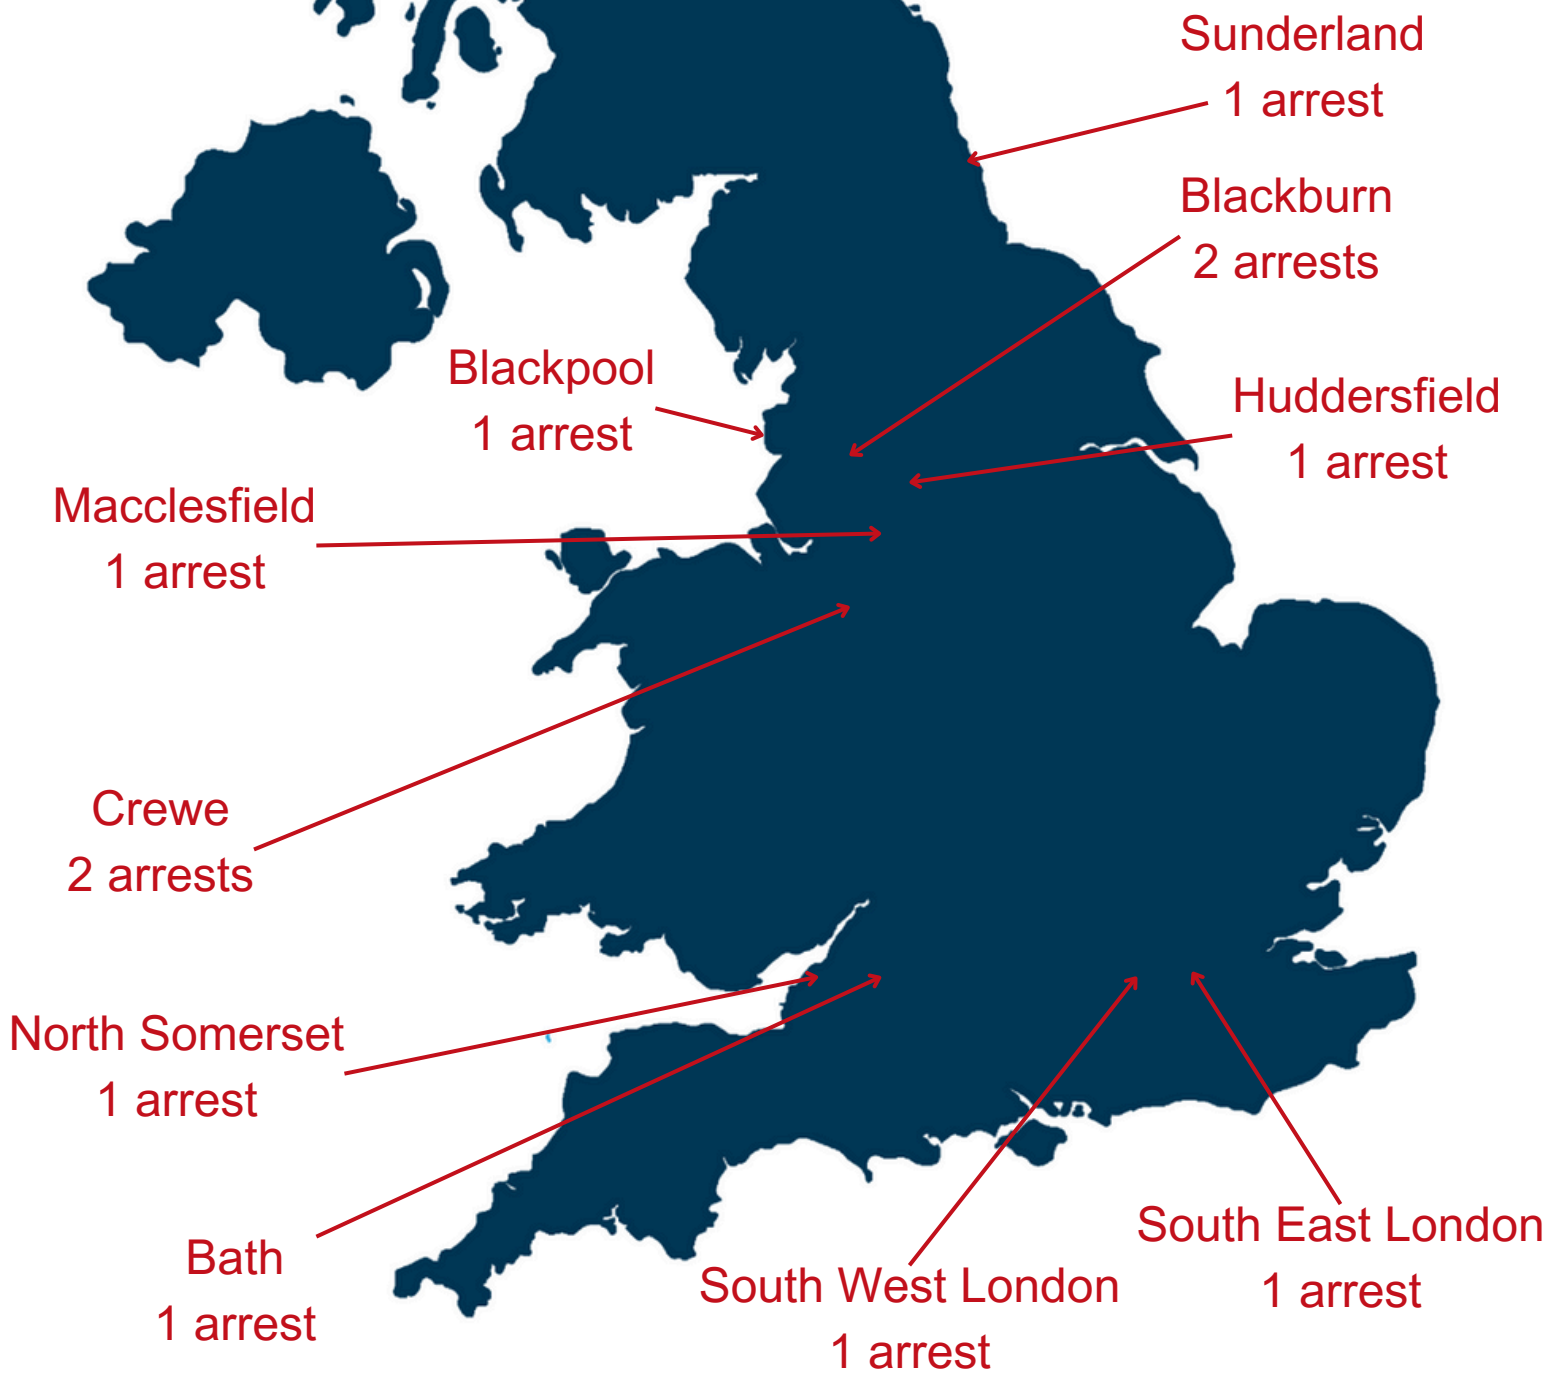 Sunderland
1 arrest
Blackburn
2 arrests
Blackpool
1 arrest
Huddersfield
1 arrest
Macclesfield
1 arrest
Crewe
2 arrests
North Somerset
1 arrest
Bath
1 arrest
South West London
1 arrest
South East London
1 arrest